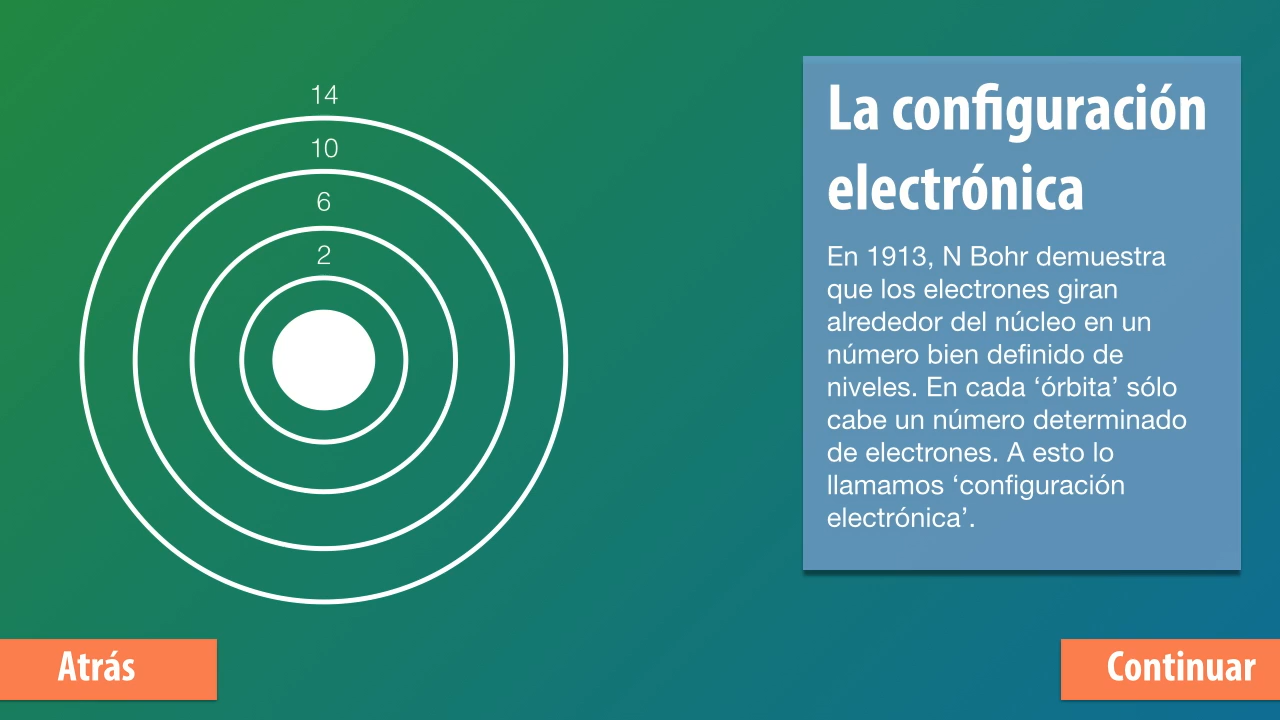 14
10
6
2
La configuración
electrónica
En 1913, N Bohr demuestra
que los electrones giran
alrededor del núcleo en un
número bien definido de
niveles. En cada ‘órbita’ sólo
cabe un número determinado
de electrones. A esto lo
llamamos ‘configuración
electrónica’.
Atrás
Continuar